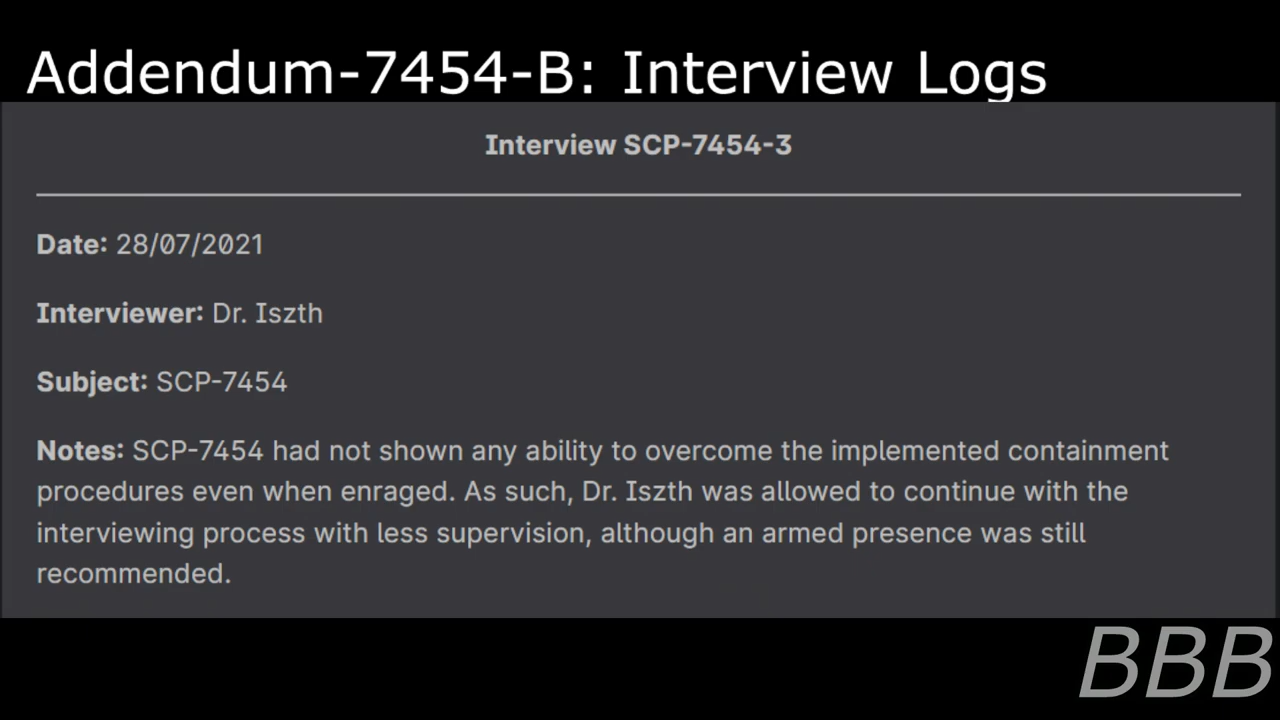 Addendum-7454-B: Interview Logs
Interview SCP-7454-3
Date: 28/07/2021
Interviewer: Dr. Iszth
Subject: SCP-7454
Notes: SCP-7454 had not shown any ability to overcome the implemented containment
procedures even when enraged. As such, Dr. Iszth was allowed to continue with the
interviewing process with less supervision, although an armed presence was still
recommended.
BBB